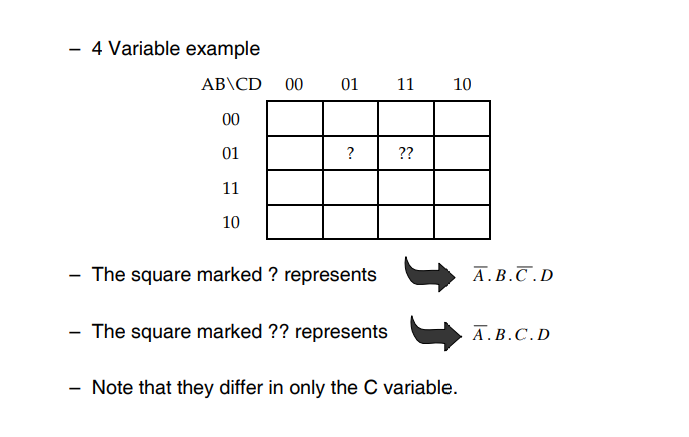 – 4 Variable example
AB\CD 00 01 11 10
00
01 ? ??
11
10
– The square marked ? represents A̅.B.C̅.D
– The square marked ?? represents A̅.B.C.D
– Note that they differ in only the C variable.